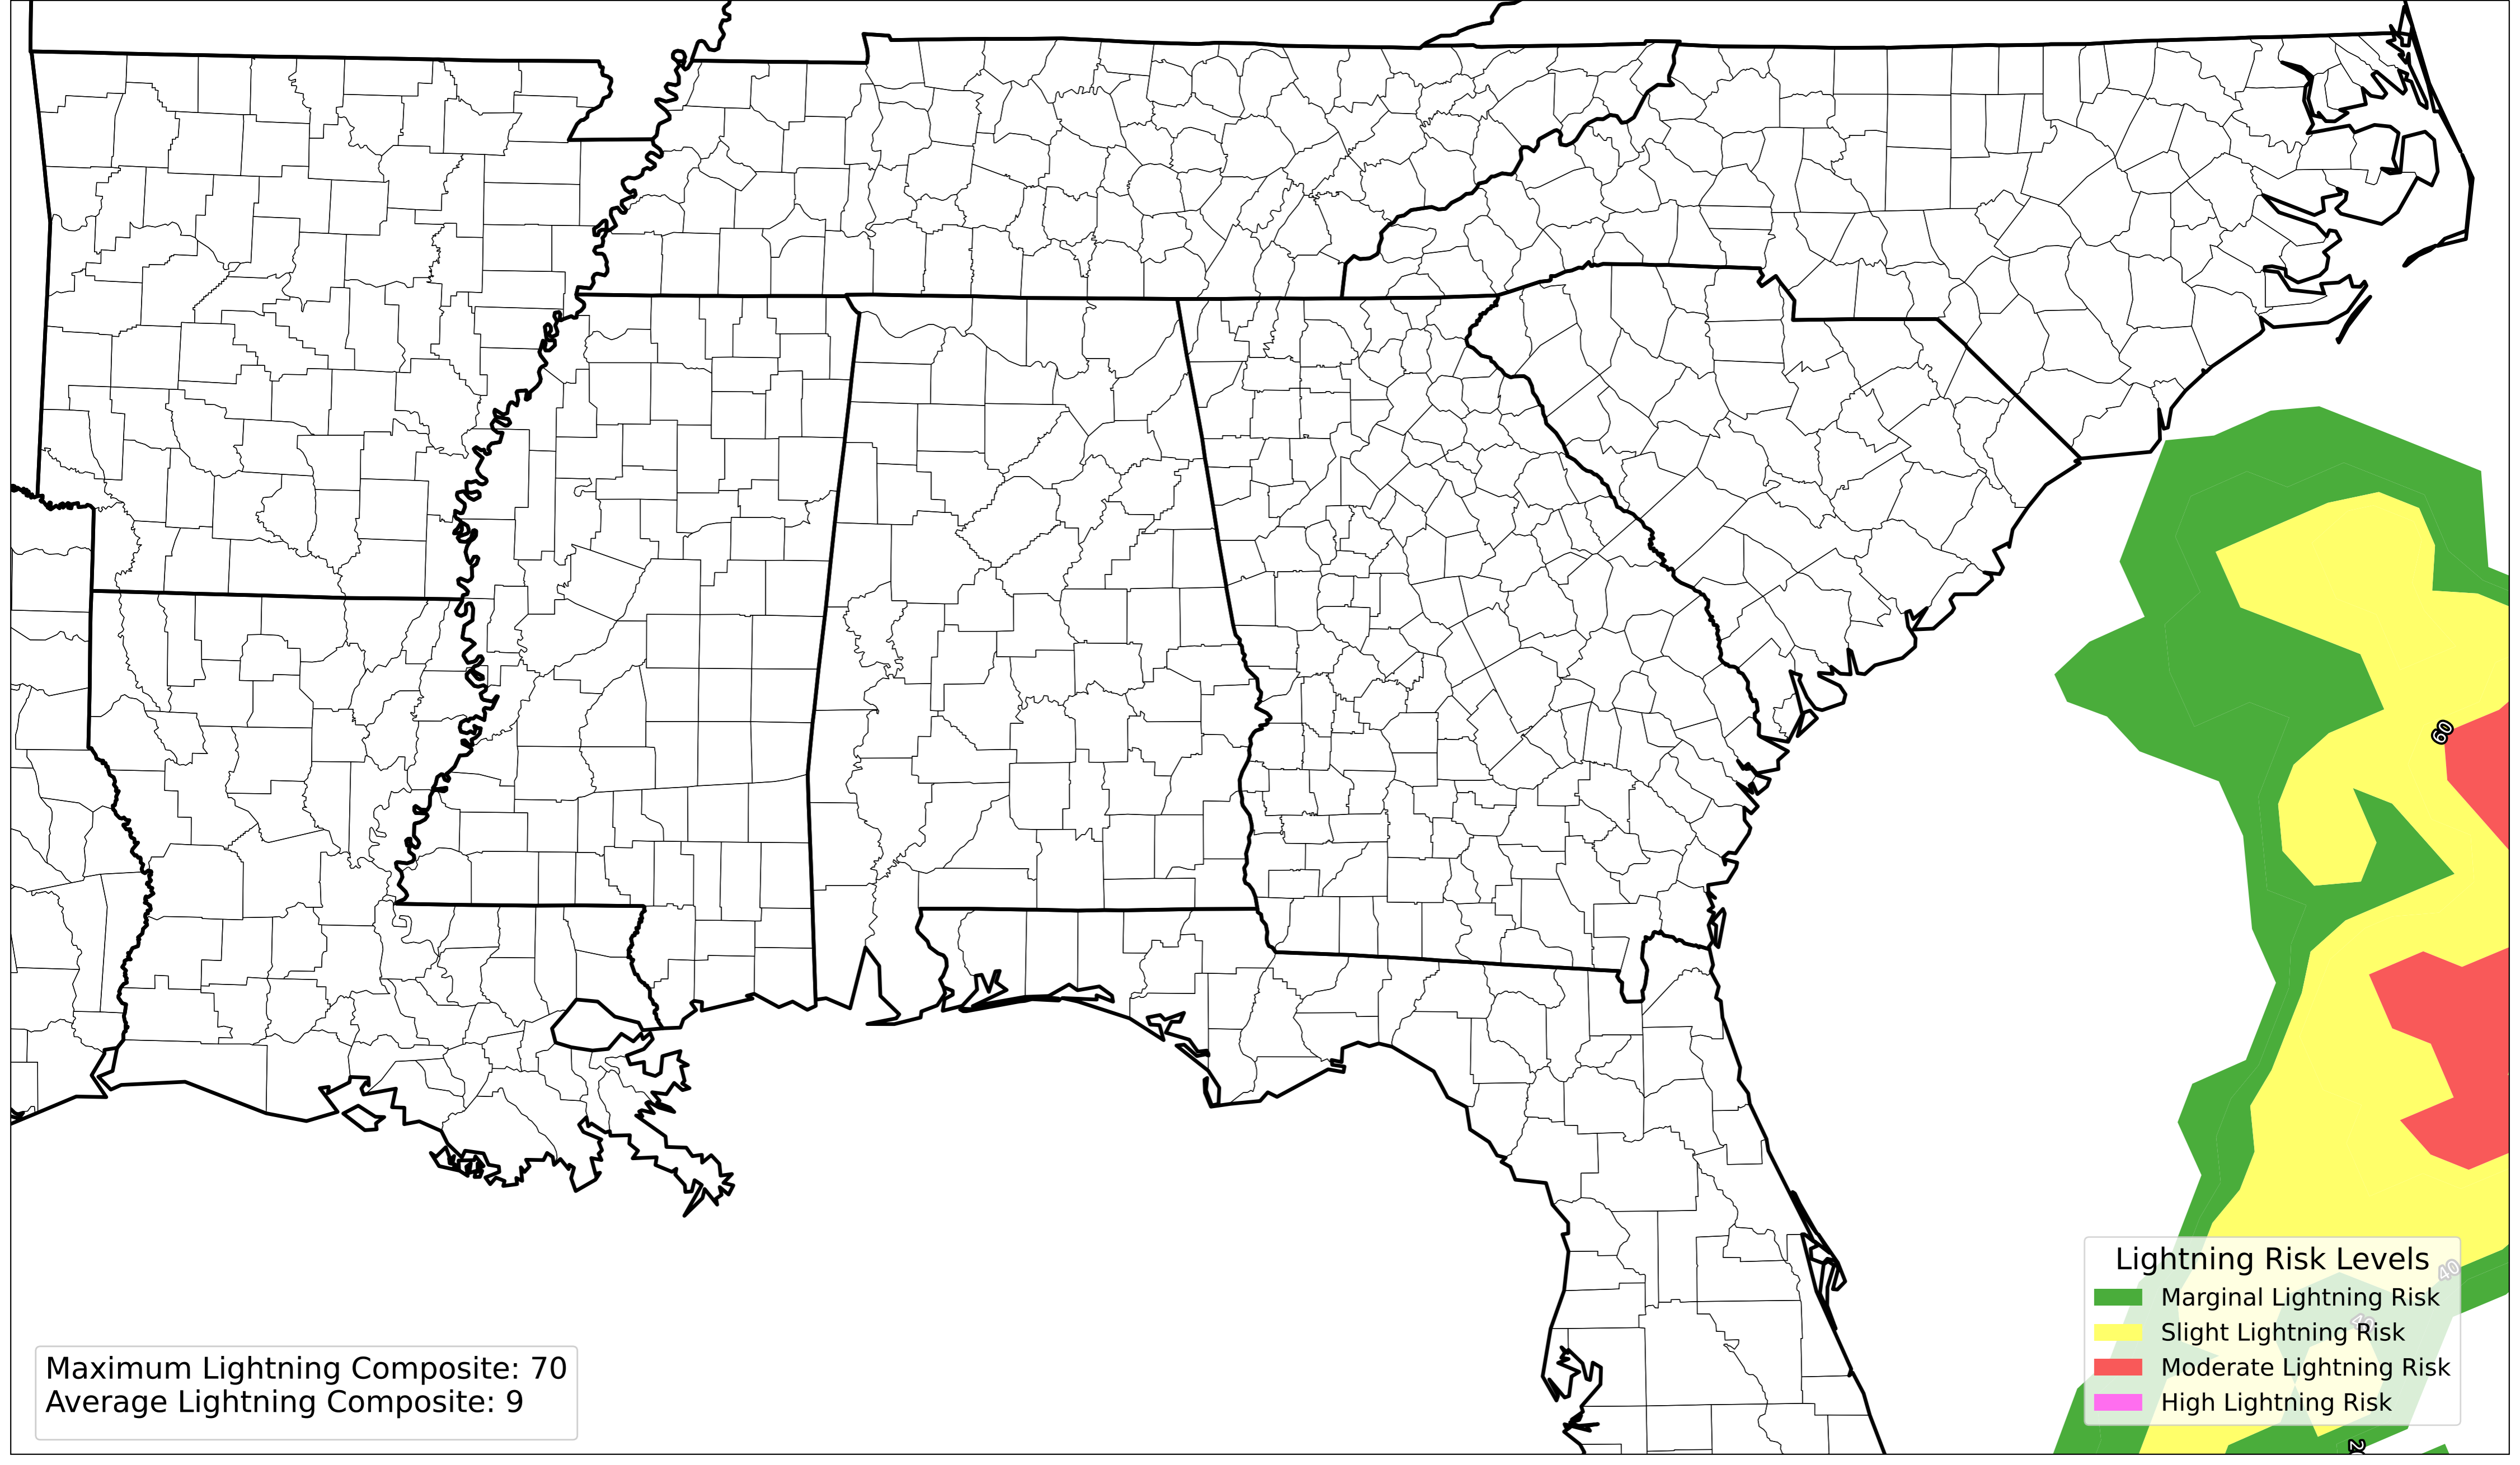 60
Lightning Risk Levels
40
Marginal Lightning Risk
Slight Lightning Risk
Moderate Lightning Risk
High Lightning Risk
Maximum Lightning Composite: 70
Average Lightning Composite: 9